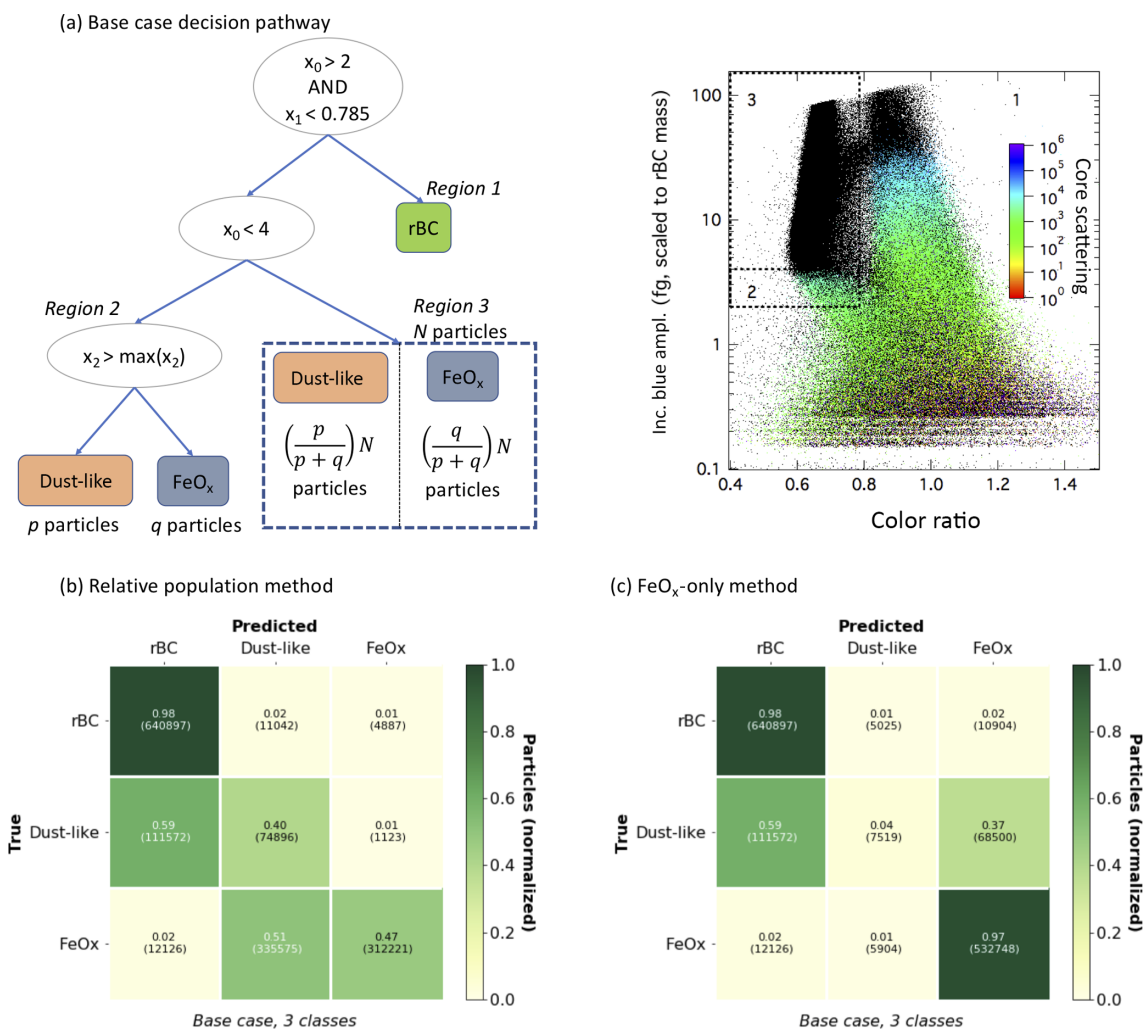 (a) Base case decision pathway
x₀ > 2
AND
x₁ < 0.785
Region 1
rBC
x₀ < 4
Region 2
Region 3
N particles
x₂ > max(x₂)
Dust-like
FeOₓ
(p/(p + q)) N
particles
(q/(p + q)) N
particles
Dust-like
FeOₓ
p particles
q particles
Inc. blue ampl. (fg, scaled to rBC mass)
100
10
1
0.1
3
2
1
10⁶
10⁵
10⁴
10³
10²
10¹
10⁰
Core scattering
0.4
0.6
0.8
1.0
1.2
1.4
Color ratio
(b) Relative population method
Predicted
rBC
Dust-like
FeOx
True
rBC
0.98
(640897)
0.02
(11042)
0.01
(4887)
Dust-like
0.59
(111572)
0.40
(74896)
0.01
(1123)
FeOx
0.02
(12126)
0.51
(335575)
0.47
(312221)
1.0
0.8
0.6
0.4
0.2
0.0
Particles (normalized)
Base case, 3 classes
(c) FeOₓ-only method
Predicted
rBC
Dust-like
FeOx
True
rBC
0.98
(640897)
0.01
(5025)
0.02
(10904)
Dust-like
0.59
(111572)
0.04
(7519)
0.37
(68500)
FeOx
0.02
(12126)
0.01
(5904)
0.97
(532748)
1.0
0.8
0.6
0.4
0.2
0.0
Particles (normalized)
Base case, 3 classes